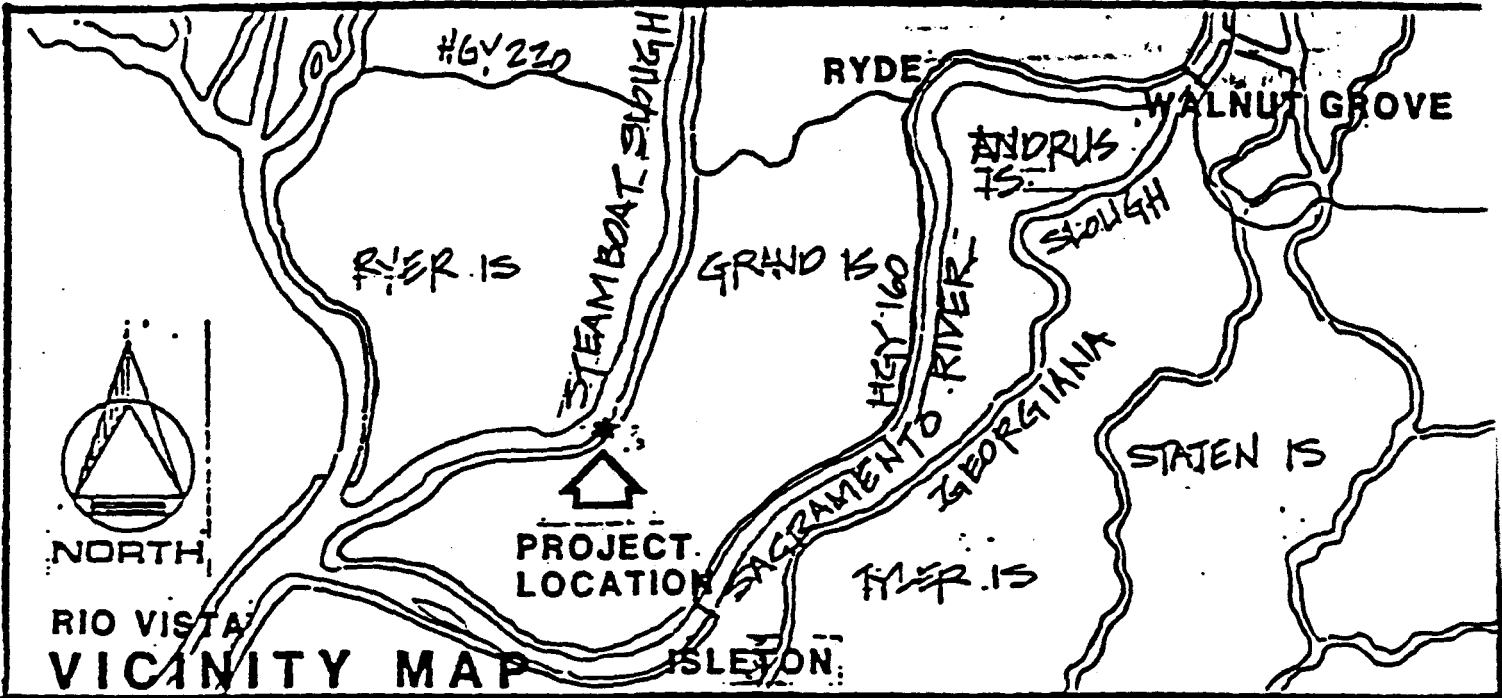 HGY 220
STEAMBOAT SLOUGH
RYDE
WALNUT GROVE
ANDRUS
IS
SLOUGH
RYER IS
GRAND IS
HGY 160
RIVER
SACRAMENTO
GEORGIANA
STATEN IS
NORTH
PROJECT
LOCATION
TYLER IS
RIO VISTA
VICINITY MAP
ISLETON